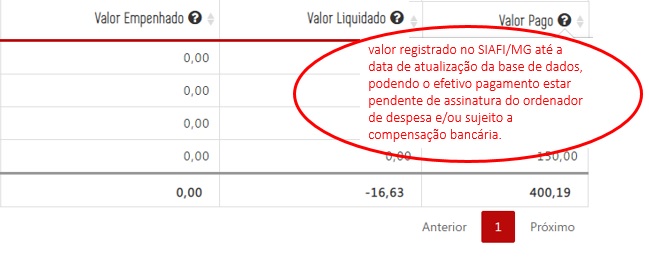 Valor Empenhado ? Valor Liquidado ? Valor Pago ?
valor registrado no SIAFI/MG até a
data de atualização da base de dados,
podendo o efetivo pagamento estar
pendente de assinatura do ordenador
de despesa e/ou sujeito a
compensação bancária.
0,00
0,00
0,00
0,00 0,00 150,00
0,00 -16,63 400,19
Anterior 1 Próximo